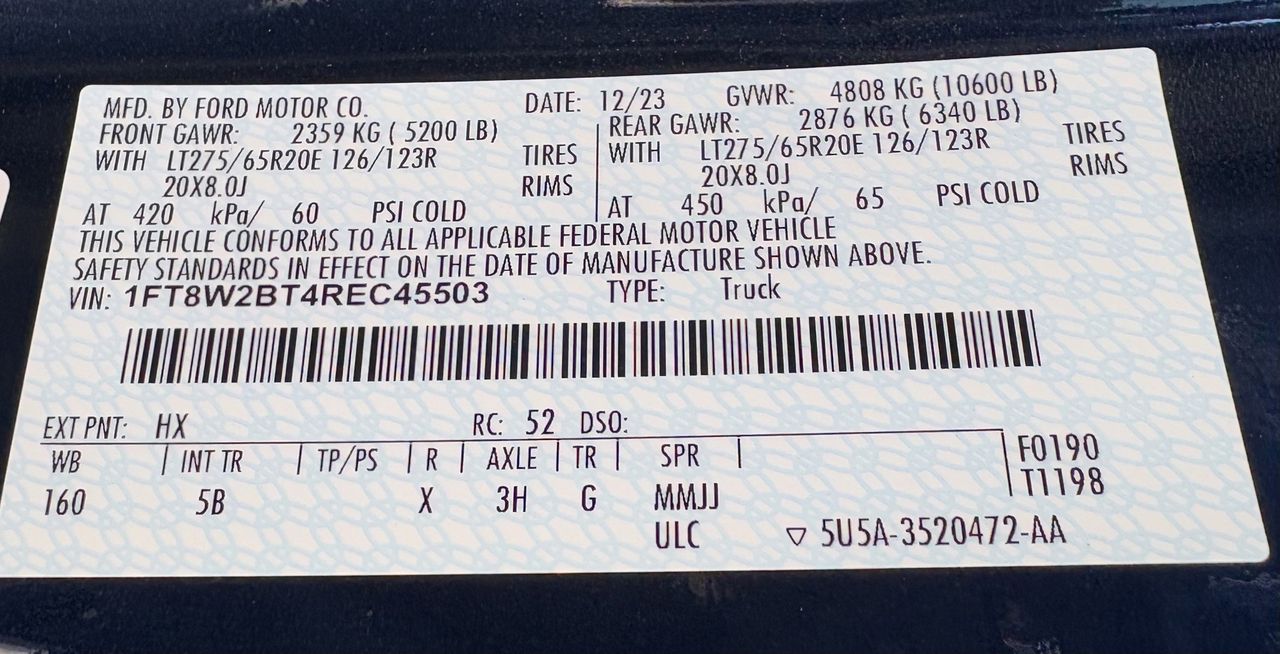 MFD. BY FORD MOTOR CO. DATE: 12/23 GVWR: 4808 KG (10600 LB)
FRONT GAWR: 2359 KG ( 5200 LB) REAR GAWR: 2876 KG ( 6340 LB)
WITH LT275/65R20E 126/123R TIRES WITH LT275/65R20E 126/123R TIRES
20X8.0J RIMS 20X8.0J RIMS
AT 420 kPa/ 60 PSI COLD AT 450 kPa/ 65 PSI COLD
THIS VEHICLE CONFORMS TO ALL APPLICABLE FEDERAL MOTOR VEHICLE
SAFETY STANDARDS IN EFFECT ON THE DATE OF MANUFACTURE SHOWN ABOVE.
VIN: 1FT8W2BT4REC45503 TYPE: Truck
EXT PNT: HX RC: 52 DSO:
WB | INT TR | TP/PS | R | AXLE | TR | SPR | F0190
160 5B X 3H G MMJJ T1198
ULC ▽ 5U5A-3520472-AA